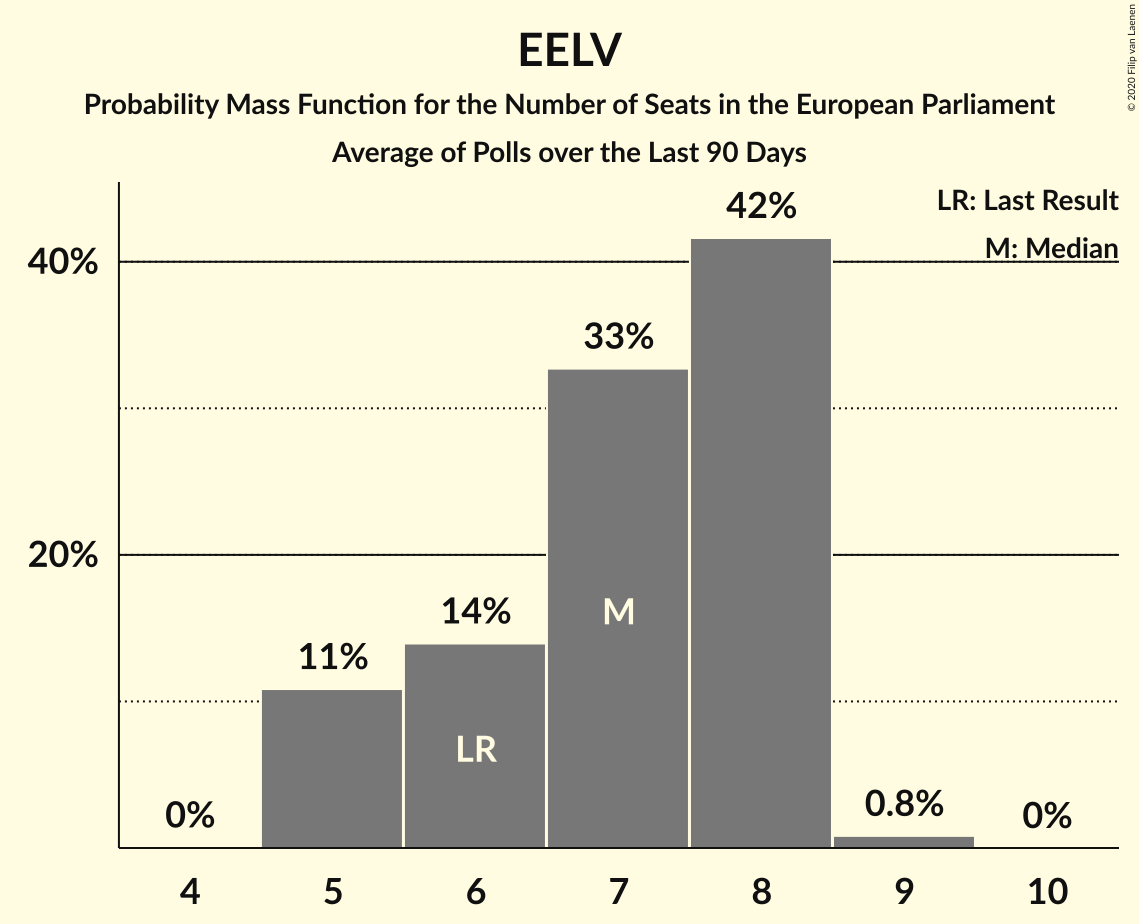 EELV
Probability Mass Function for the Number of Seats in the European Parliament
Average of Polls over the Last 90 Days
© 2020 Filip van Laenen
LR: Last Result
M: Median
40%
20%
0%
11%
14%
33%
42%
0.8%
0%
LR
M
4 5 6 7 8 9 10